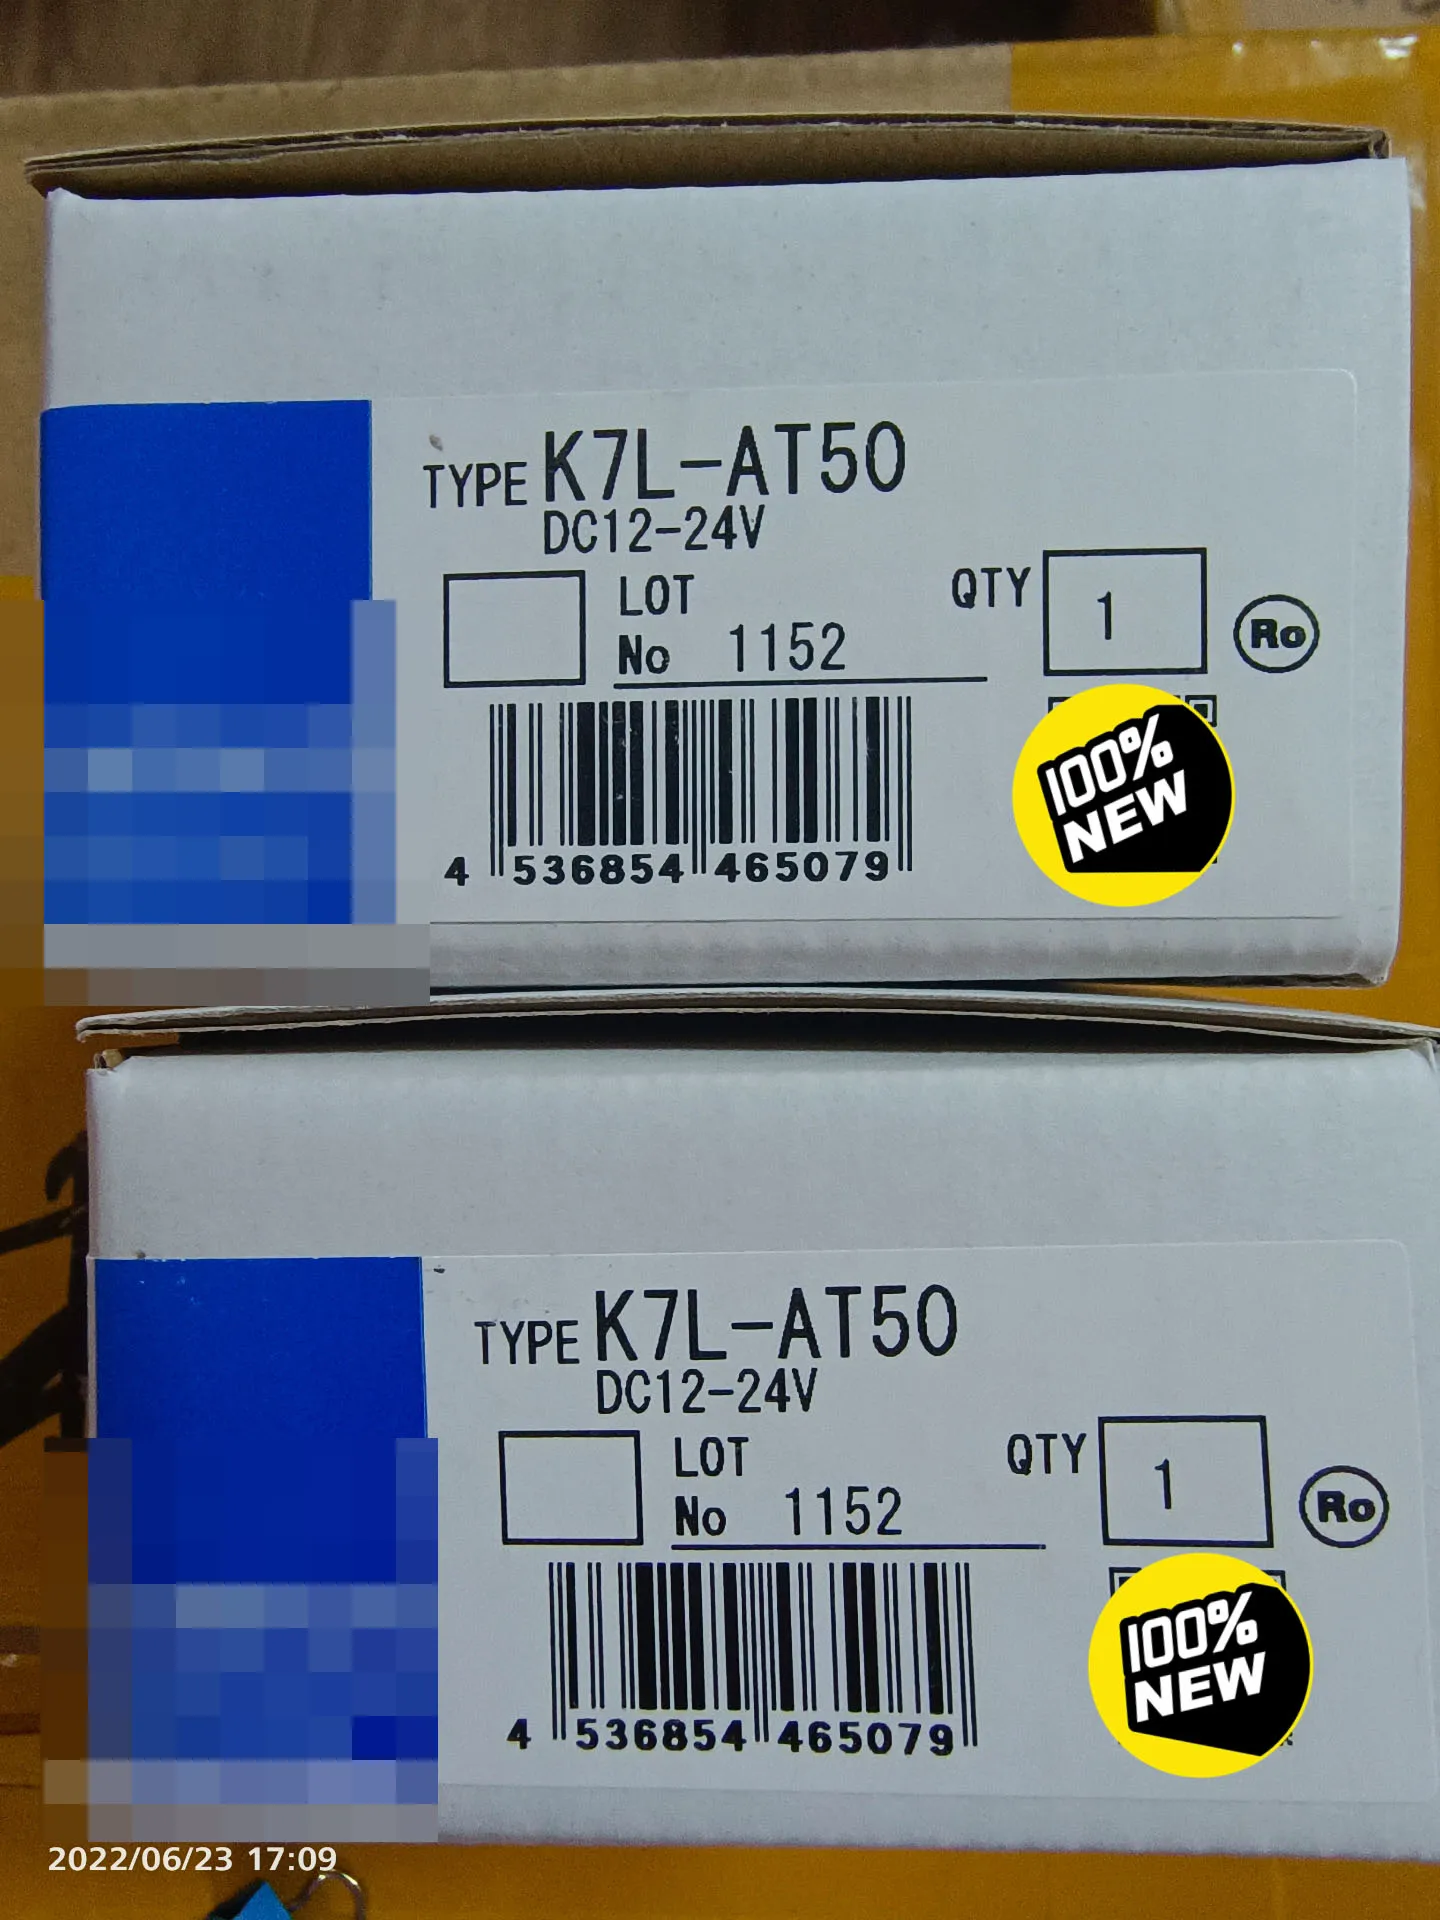 TYPE K7L-AT50
DC12-24V
LOT
No 1152
QTY 1
Ro
4 536854 465079
100%
NEW
TYPE K7L-AT50
DC12-24V
LOT
No 1152
QTY 1
Ro
4 536854 465079
100%
NEW
2022/06/23 17:09